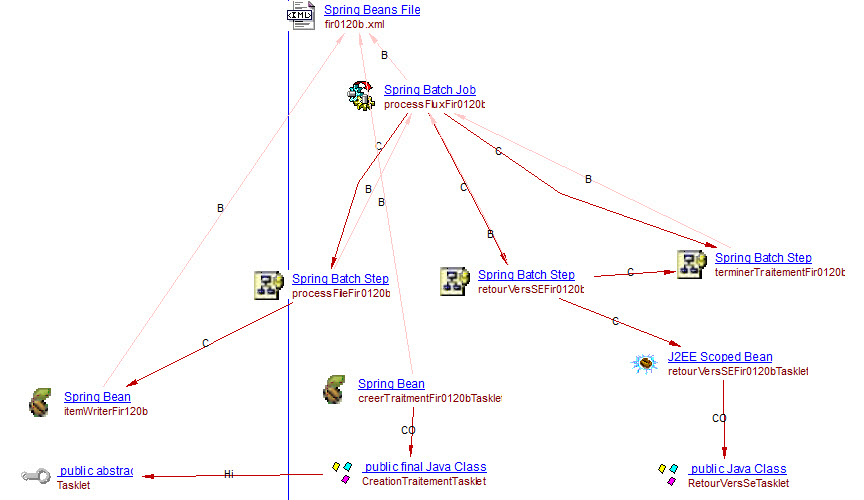 Spring Beans File
fir0120b.xml
B
Spring Batch Job
processFluxFir0120b
C
C
B
B
C
B
B
B
Spring Batch Step
terminerTraitementFir0120b
Spring Batch Step
processFileFir0120b
Spring Batch Step
retourVersSEFir0120b
C
C
C
J2EE Scoped Bean
retourVersSEFir0120bTasklet
Spring Bean
itemWriterFir120b
Spring Bean
creerTraitmentFir0120bTasklet
CO
CO
public abstrac
Tasklet
Hi
public final Java Class
CreationTraitementTasklet
public Java Class
RetourVersSeTasklet